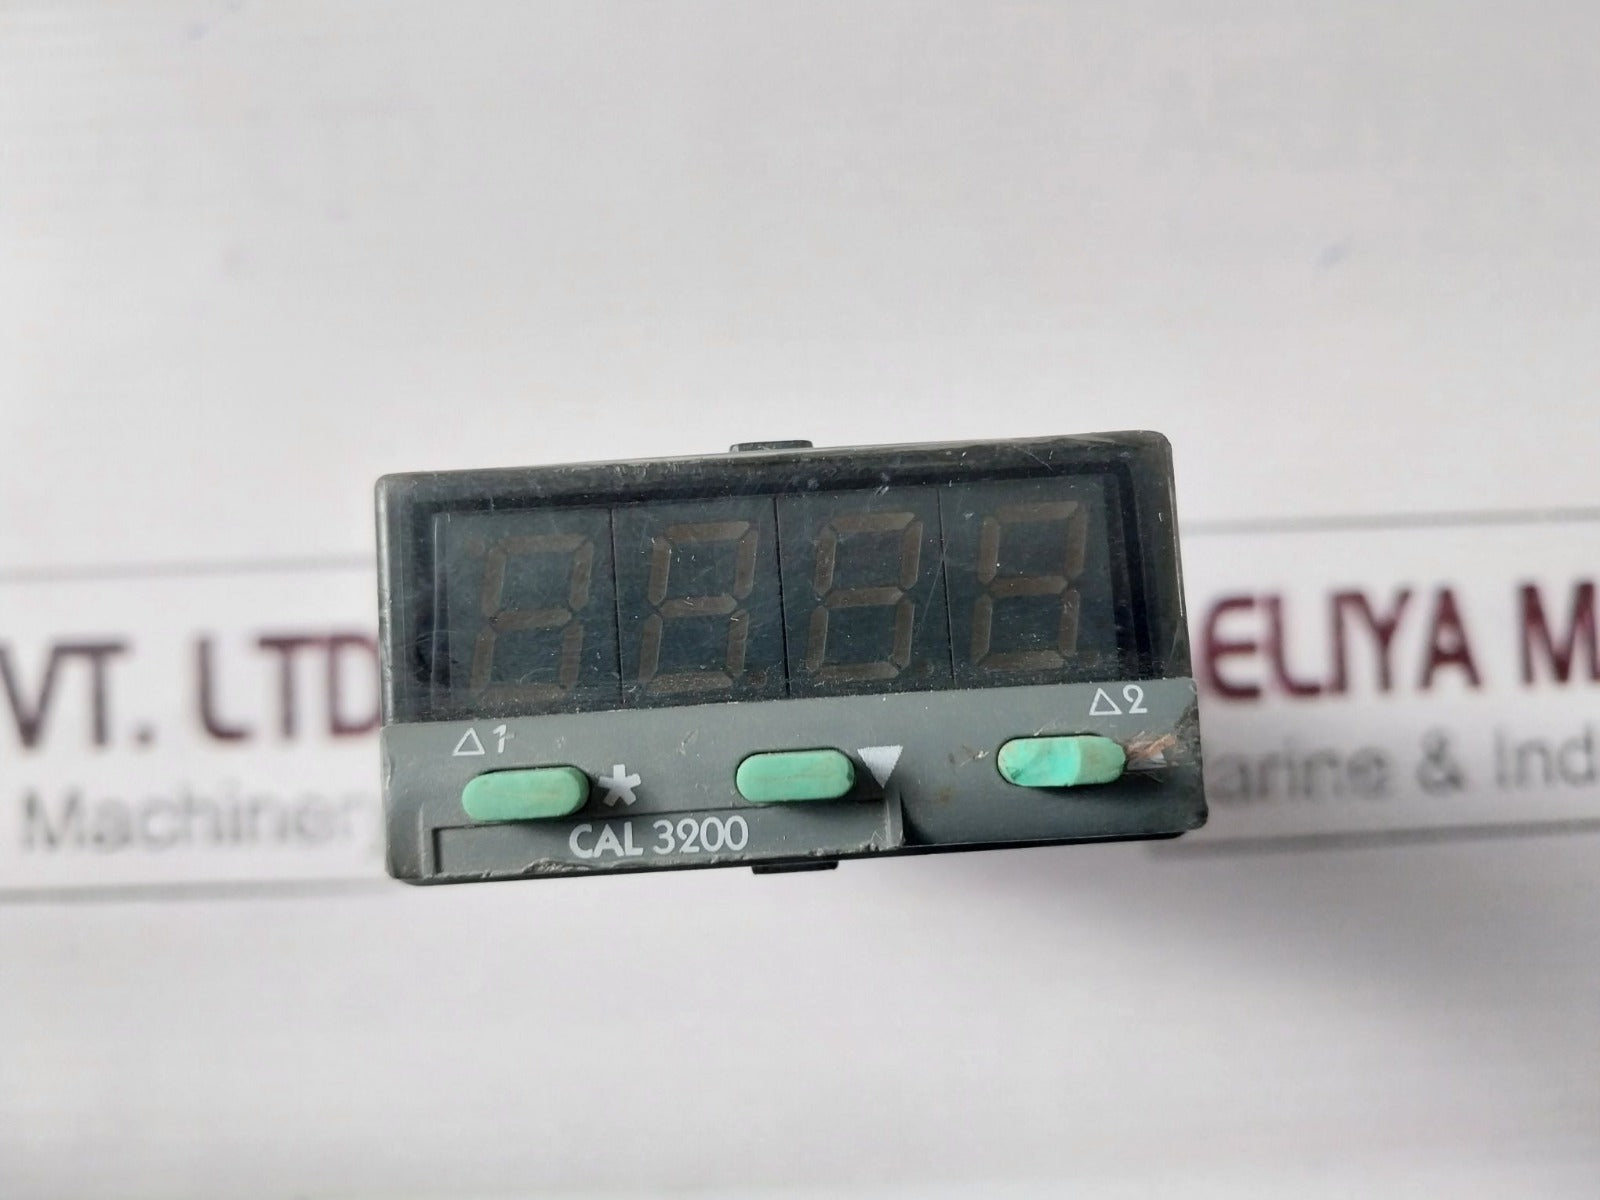 VT. LTD
ELIYA M
△1
△2
*
▼
CAL 3200
Machiner
arine & Ind